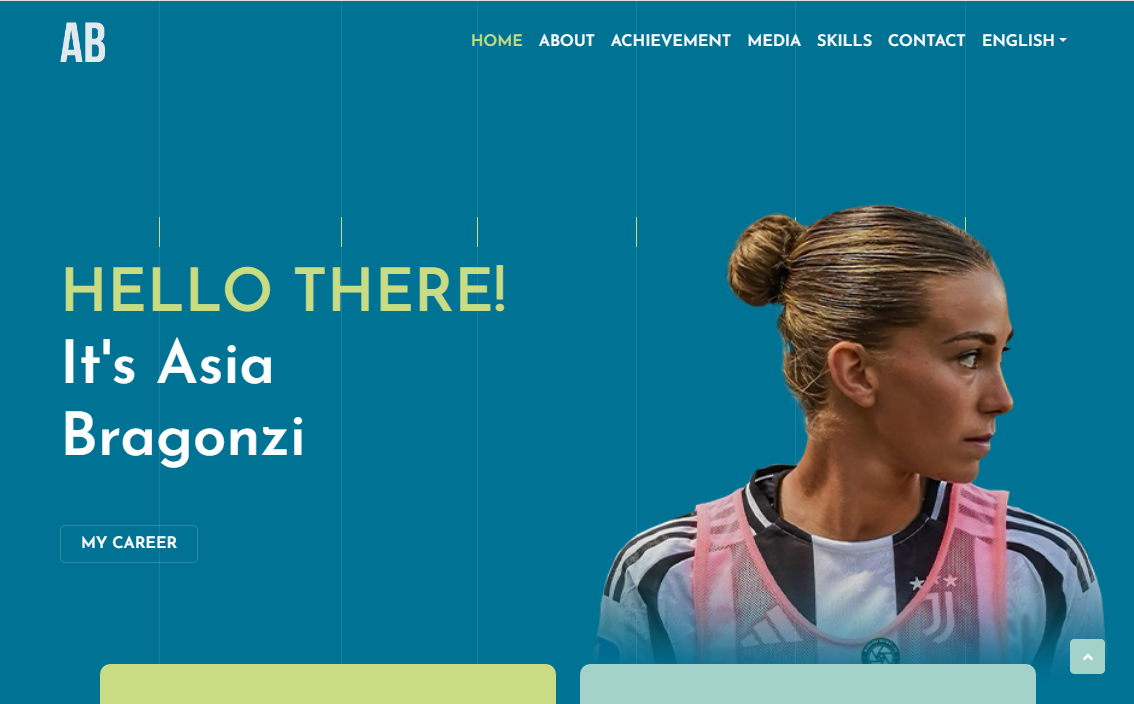 AB
HOME ABOUT ACHIEVEMENT MEDIA SKILLS CONTACT ENGLISH
HELLO THERE!
It's Asia
Bragonzi
MY CAREER